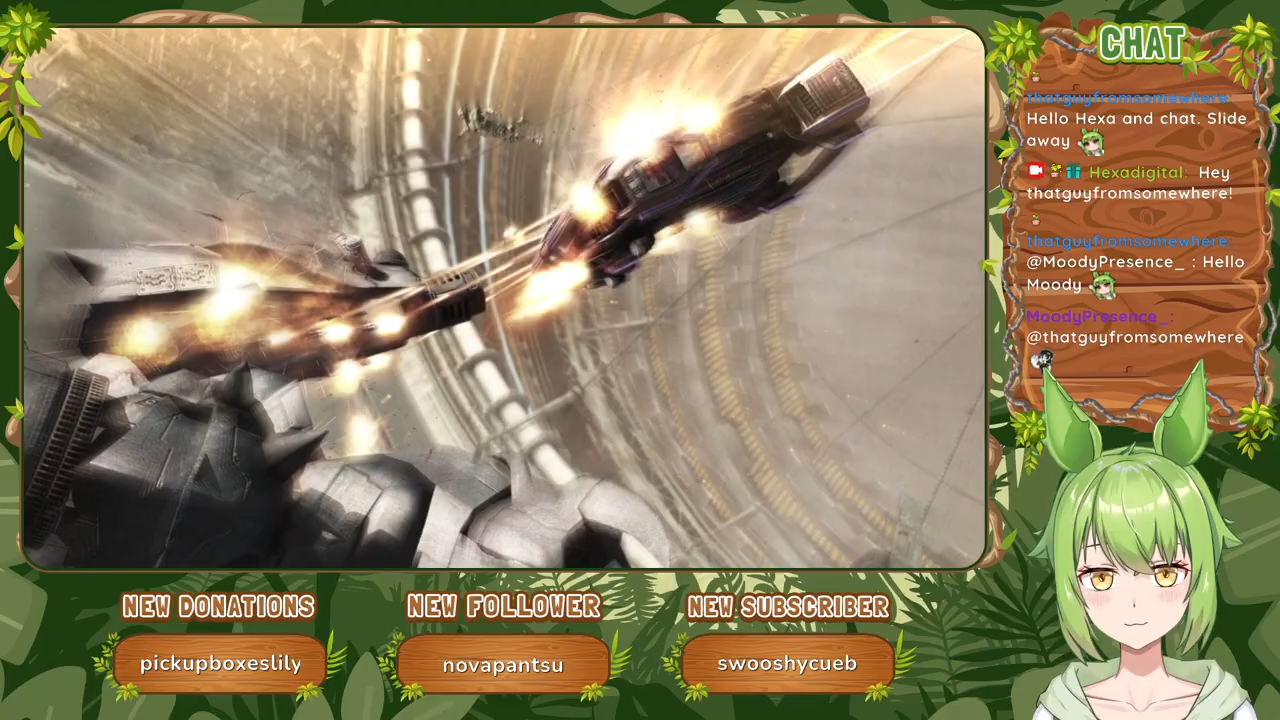 CHAT
thatguyfromsomewhere:
Hello Hexa and chat. Slide
away
Hexadigital: Hey
thatguyfromsomewhere!
thatguyfromsomewhere:
@MoodyPresence_ : Hello
Moody
MoodyPresence_:
@thatguyfromsomewhere
NEW DONATIONS
NEW FOLLOWER
NEW SUBSCRIBER
pickupboxeslily
novapantsu
swooshycueb